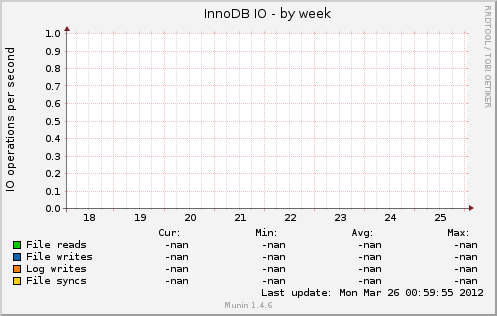 InnoDB IO - by week
RRDTOOL / TOBI OETIKER
IO operations per second
1.0
0.9
0.8
0.7
0.6
0.5
0.4
0.3
0.2
0.1
0.0
18 19 20 21 22 23 24 25
Cur: Min: Avg: Max:
File reads -nan -nan -nan -nan
File writes -nan -nan -nan -nan
Log writes -nan -nan -nan -nan
File syncs -nan -nan -nan -nan
Last update: Mon Mar 26 00:59:55 2012
Munin 1.4.6